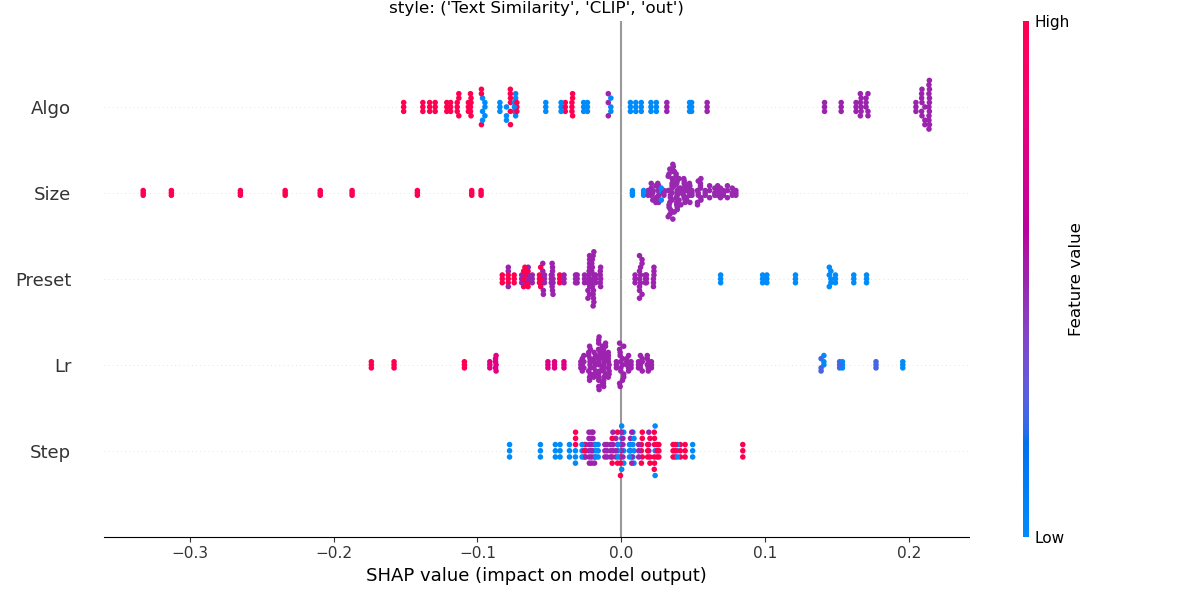 style: ('Text Similarity', 'CLIP', 'out')
High
Algo
Size
Preset
Lr
Step
Feature value
Low
−0.3 −0.2 −0.1 0.0 0.1 0.2
SHAP value (impact on model output)